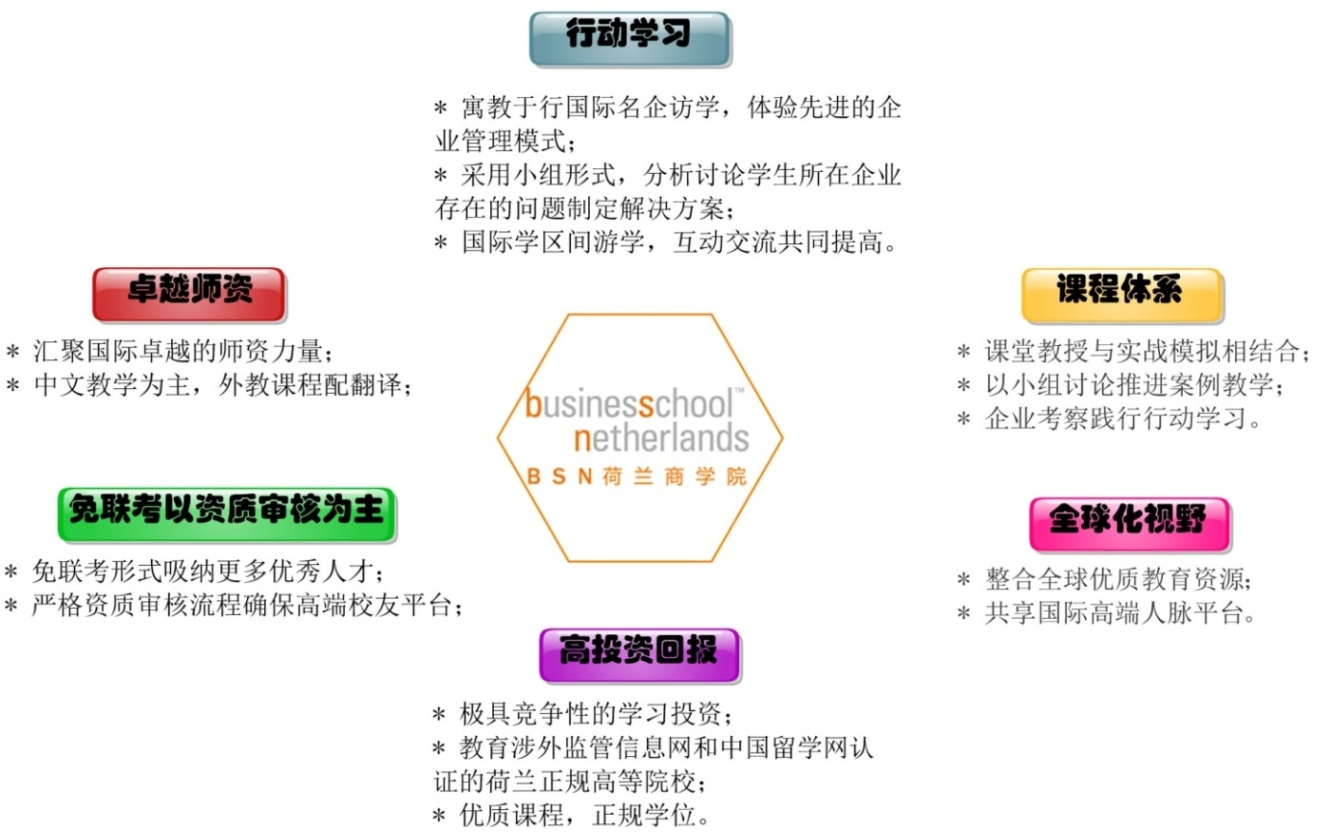 行动学习
* 寓教于行国际名企访学，体验先进的企
业管理模式；
* 采用小组形式，分析讨论学生所在企业
存在的问题制定解决方案；
* 国际学区间游学，互动交流共同提高。
卓越师资
* 汇聚国际卓越的师资力量；
* 中文教学为主，外教课程配翻译；
课程体系
* 课堂教授与实战模拟相结合；
* 以小组讨论推进案例教学；
* 企业考察践行行动学习。
businesschool™
netherlands
BSN荷兰商学院
免联考以资质审核为主
* 免联考形式吸纳更多优秀人才；
* 严格资质审核流程确保高端校友平台；
全球化视野
* 整合全球优质教育资源；
* 共享国际高端人脉平台。
高投资回报
* 极具竞争性的学习投资；
* 教育涉外监管信息网和中国留学网认
证的荷兰正规高等院校；
* 优质课程，正规学位。